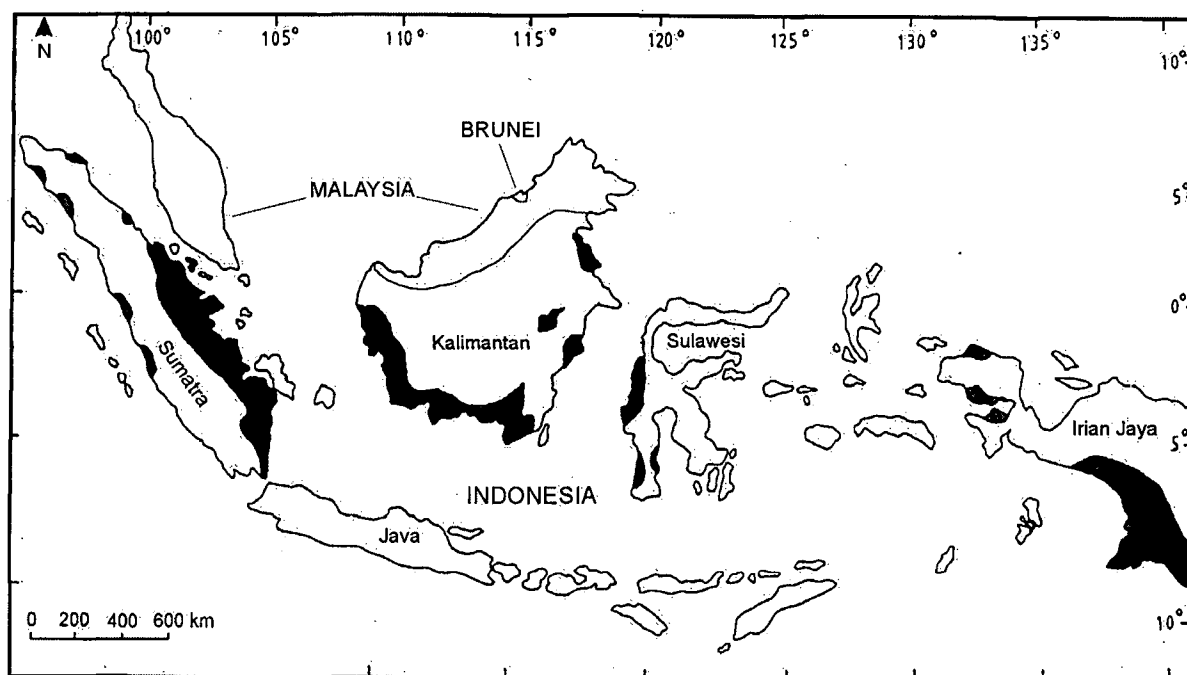 100° 105° 110° 115° 120° 125° 130° 135°
N
10°
BRUNEI
MALAYSIA
5°
0°
Kalimantan
Sulawesi
Sumatra
Irian Jaya
5°
INDONESIA
Java
0 200 400 600 km
10°